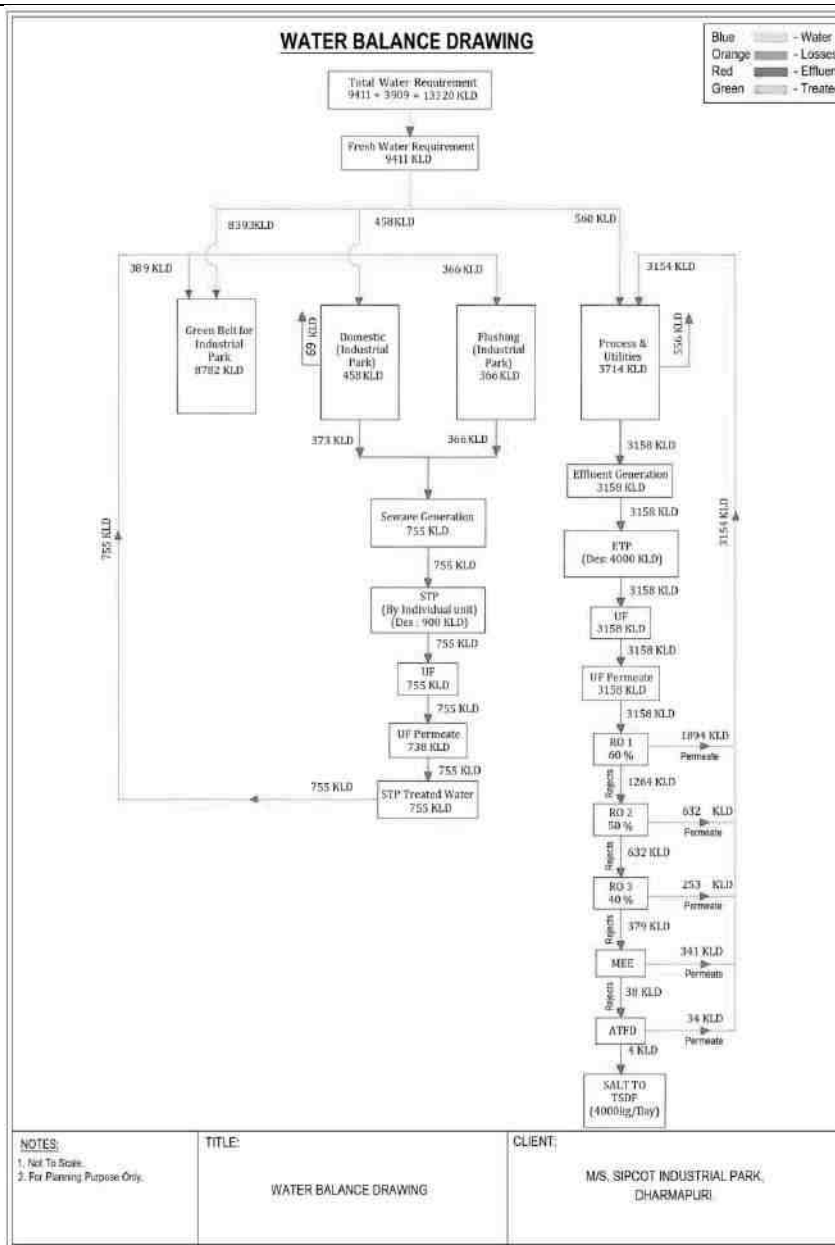 WATER BALANCE DRAWING
Blue - Water
Orange - Losses
Red - Effluen
Green - Treate
Total Water Requirement
9411 + 3909 = 13320 KLD
Fresh Water Requirement
9411 KLD
8393KLD
458KLD
560 KLD
389 KLD
366 KLD
3154 KLD
Green Belt for
Industrial
Park
8782 KLD
69 KLD
Domestic
(Industrial
Park)
458 KLD
Flushing
(Industrial
Park)
366 KLD
Process &
Utilities
3714 KLD
556 KLD
373 KLD
366 KLD
3158 KLD
Effluent Generation
3158 KLD
3158 KLD
Sewage Generation
755 KLD
755 KLD
ETP
(Des: 4000 KLD)
3154 KLD
755 KLD
STP
(By Individual unit)
(Des : 900 KLD)
3158 KLD
UF
3158 KLD
755 KLD
3158 KLD
UF
755 KLD
UF Permeate
3158 KLD
755 KLD
3158 KLD
UF Permeate
738 KLD
RO 1
60 %
1894 KLD
Permeate
755 KLD
Rejects
1264 KLD
755 KLD
STP Treated Water
755 KLD
RO 2
50 %
632 KLD
Permeate
Rejects
632 KLD
RO 3
40 %
253 KLD
Permeate
Rejects
379 KLD
MEE
341 KLD
Permeate
Rejects
38 KLD
ATFD
34 KLD
Permeate
4 KLD
SALT TO
TSDF
(4000kg/Day)
NOTES:
1. Not To Scale.
2. For Planning Purpose Only.
TITLE:
WATER BALANCE DRAWING
CLIENT:
M/S. SIPCOT INDUSTRIAL PARK,
DHARMAPURI.